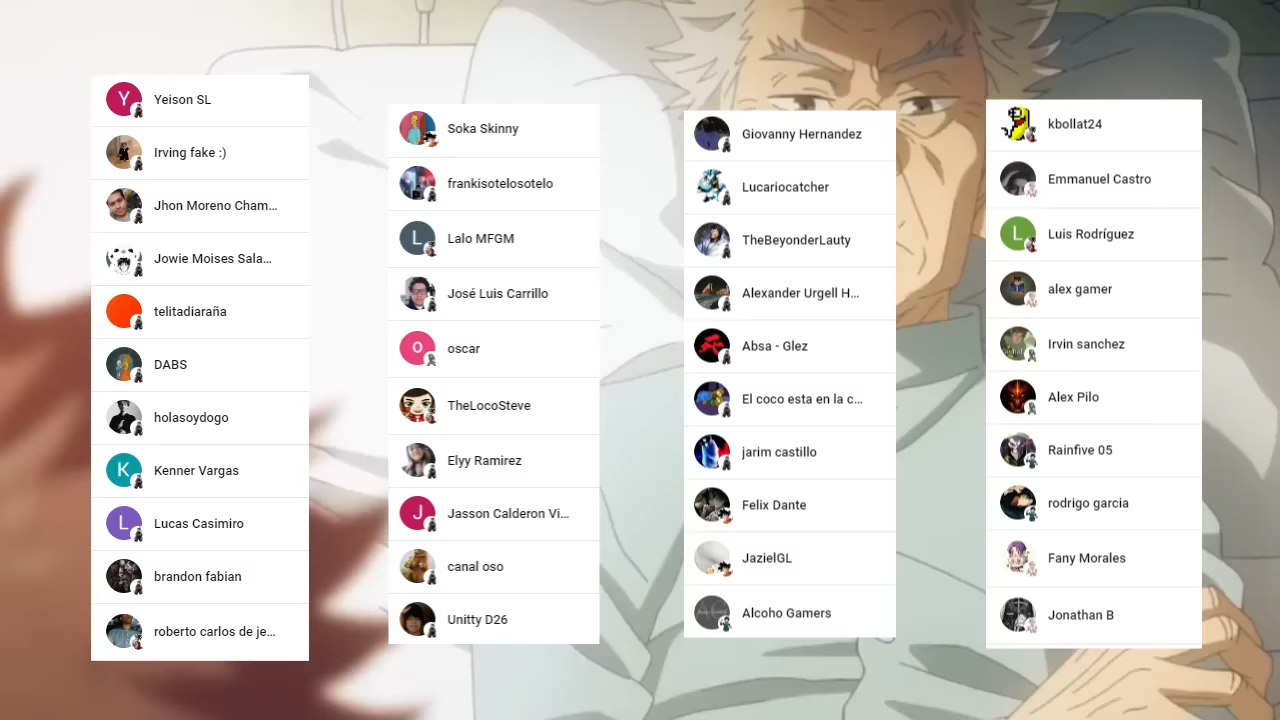 Y
Yeison SL
Irving fake :)
Jhon Moreno Cham...
Jowie Moises Sala...
telitadiaraña
DABS
holasoydogo
K
Kenner Vargas
L
Lucas Casimiro
brandon fabian
roberto carlos de je...
Soka Skinny
frankisotelosotelo
L
Lalo MFGM
José Luis Carrillo
o
oscar
TheLocoSteve
Elyy Ramirez
J
Jasson Calderon Vi...
canal oso
Unitty D26
Giovanny Hernandez
Lucariocatcher
TheBeyonderLauty
Alexander Urgell H...
Absa - Glez
El coco esta en la c...
jarim castillo
Felix Dante
JazielGL
Alcoho Gamers
kbollat24
Emmanuel Castro
L
Luis Rodríguez
alex gamer
Irvin sanchez
Alex Pilo
Rainfive 05
rodrigo garcia
Fany Morales
Jonathan B